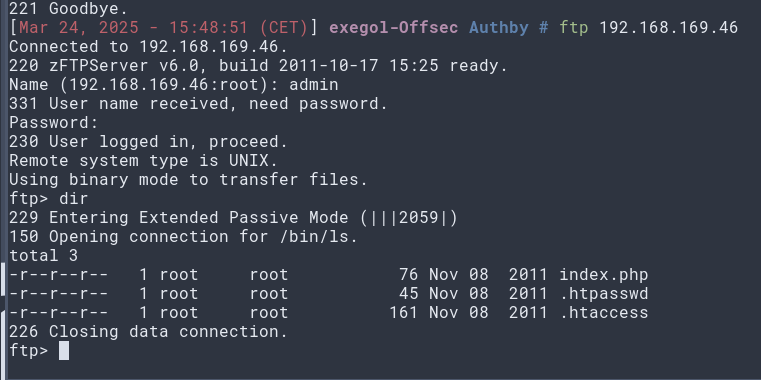 221 Goodbye.
[Mar 24, 2025 - 15:48:51 (CET)] exegol-Offsec Authby # ftp 192.168.169.46
Connected to 192.168.169.46.
220 zFTPServer v6.0, build 2011-10-17 15:25 ready.
Name (192.168.169.46:root): admin
331 User name received, need password.
Password:
230 User logged in, proceed.
Remote system type is UNIX.
Using binary mode to transfer files.
ftp> dir
229 Entering Extended Passive Mode (|||2059|)
150 Opening connection for /bin/ls.
total 3
-r--r--r--   1 root     root           76 Nov 08  2011 index.php
-r--r--r--   1 root     root           45 Nov 08  2011 .htpasswd
-r--r--r--   1 root     root          161 Nov 08  2011 .htaccess
226 Closing data connection.
ftp>